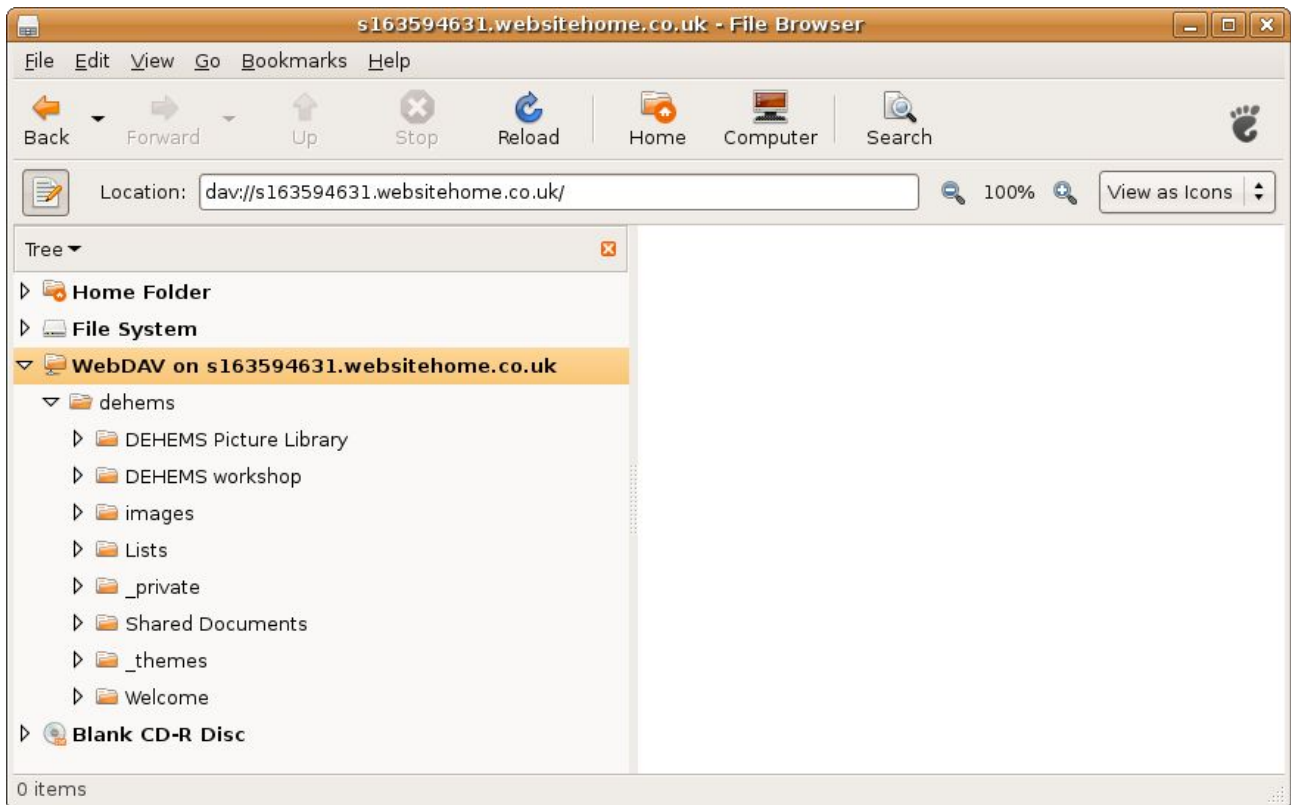 s163594631.websitehome.co.uk - File Browser
File Edit View Go Bookmarks Help
Back Forward Up Stop Reload Home Computer Search
Location: dav://s163594631.websitehome.co.uk/ 100% View as Icons
Tree
Home Folder
File System
WebDAV on s163594631.websitehome.co.uk
dehems
DEHEMS Picture Library
DEHEMS workshop
images
Lists
_private
Shared Documents
_themes
Welcome
Blank CD-R Disc
0 items